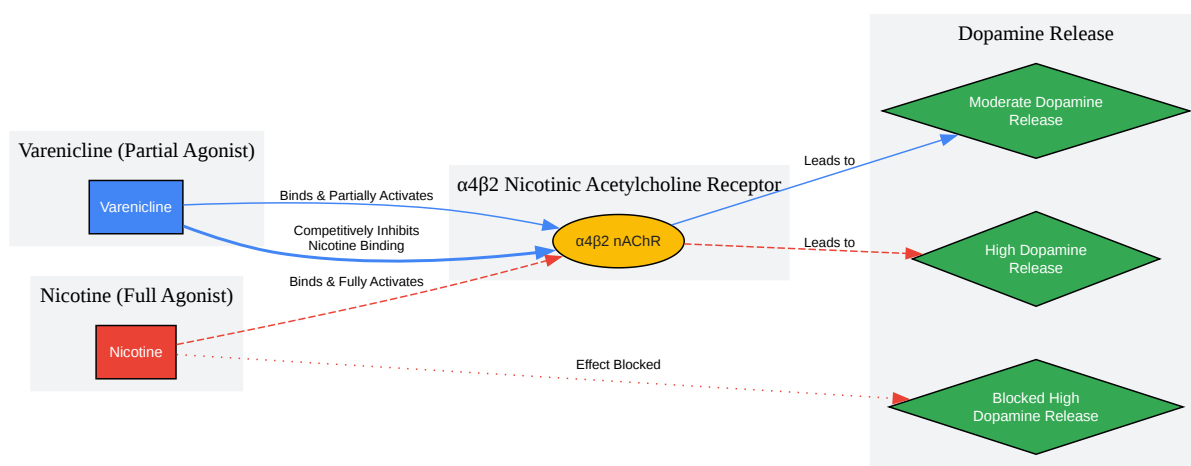 Dopamine Release
Moderate Dopamine
Release
Varenicline (Partial Agonist)
Varenicline
Binds & Partially Activates
Competitively Inhibits
Nicotine Binding
Binds & Fully Activates
α4β2 Nicotinic Acetylcholine Receptor
α4β2 nAChR
Leads to
Leads to
High Dopamine
Release
Nicotine (Full Agonist)
Nicotine
Effect Blocked
Blocked High
Dopamine Release